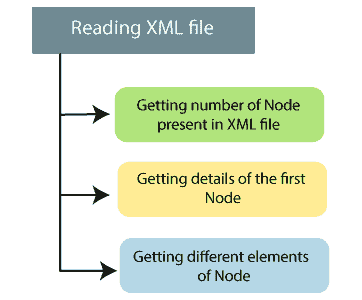 Reading XML file
Getting number of Node
present in XML file
Getting details of the first
Node
Getting different elements
of Node